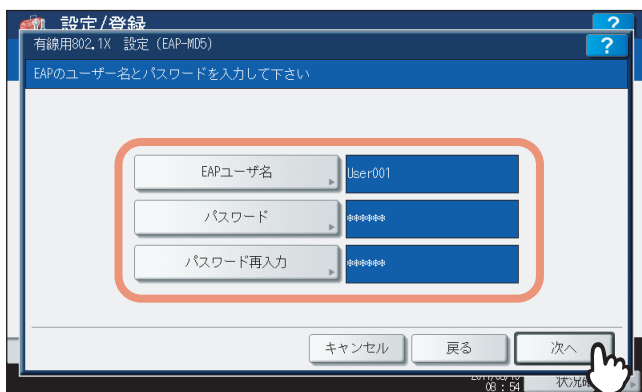 設定/登録
?
有線用802.1X 設定 (EAP-MD5)
?
EAPのユーザー名とパスワードを入力して下さい
EAPユーザ名
User001
パスワード
******
パスワード再入力
******
キャンセル
戻る
次へ
08 : 54